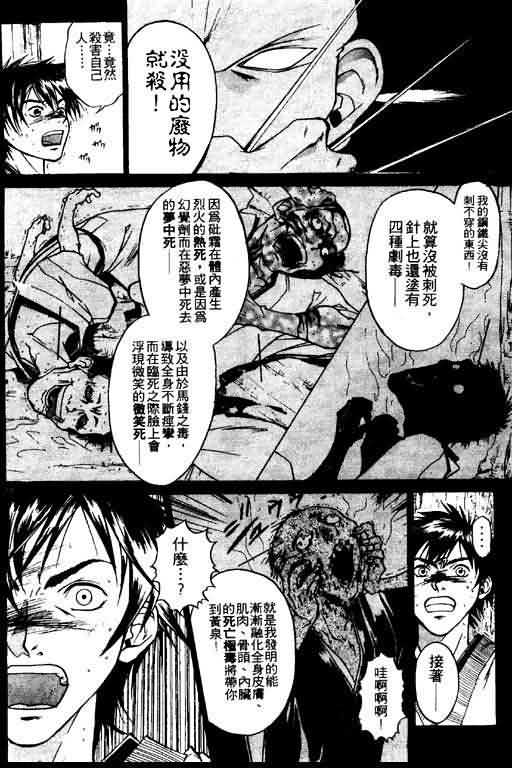 沒用的廢物
就殺！
竟…竟然
殺害自己
人……
我的鋼鐵尖沒有
刺不穿的東西！
就算沒被刺死，
針上也還塗有
四種劇毒！
因為砒霜在體內產生
烈火的熱死，或是因為
幻覺劑而在惡夢中死去
的夢中死——
以及由於馬錢之毒，
導致全身不斷痙攣，
而在臨死之際臉上會
浮現微笑的微笑死——
…
接著——
哇啊啊啊！
什麼…？
就是我發明的能
漸漸融化全身皮膚、
肌肉、骨頭、內臟
的死亡極毒將帶你
到黃泉！